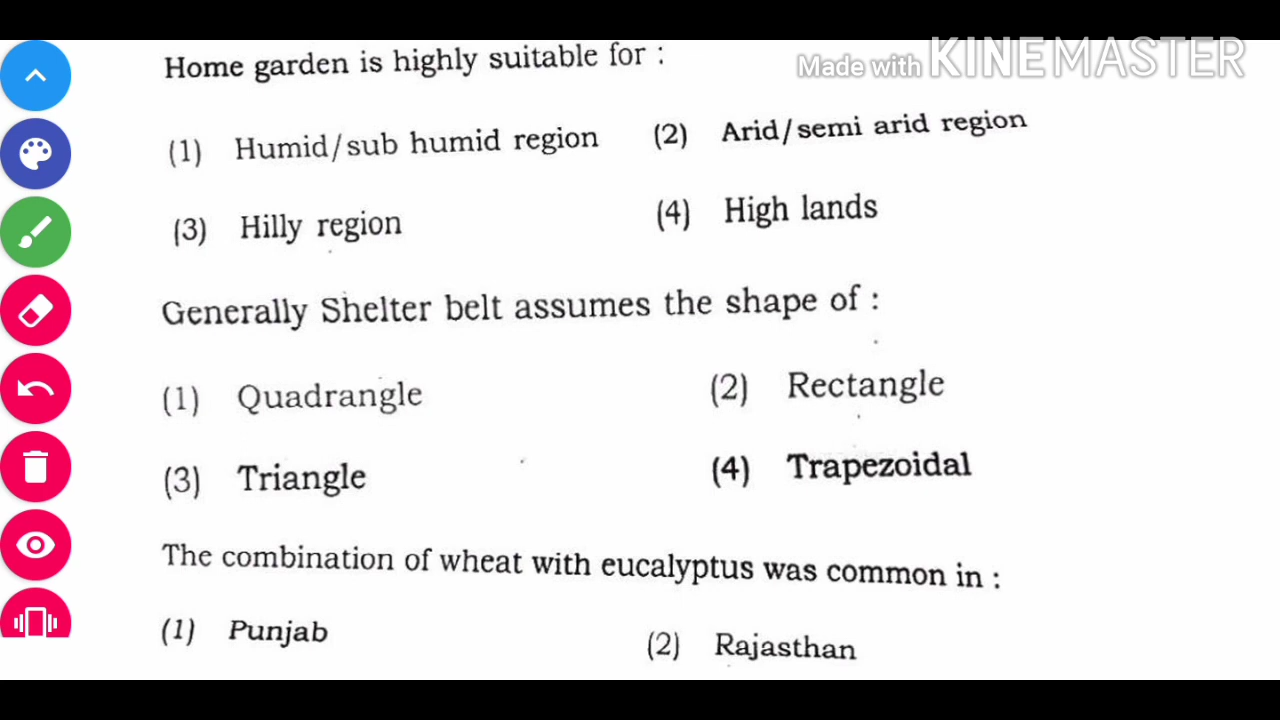 Made with KINEMASTER
Home garden is highly suitable for :
(1) Humid/sub humid region (2) Arid/semi arid region
(3) Hilly region (4) High lands
Generally Shelter belt assumes the shape of :
(1) Quadrangle (2) Rectangle
(3) Triangle (4) Trapezoidal
The combination of wheat with eucalyptus was common in :
(1) Punjab (2) Rajasthan